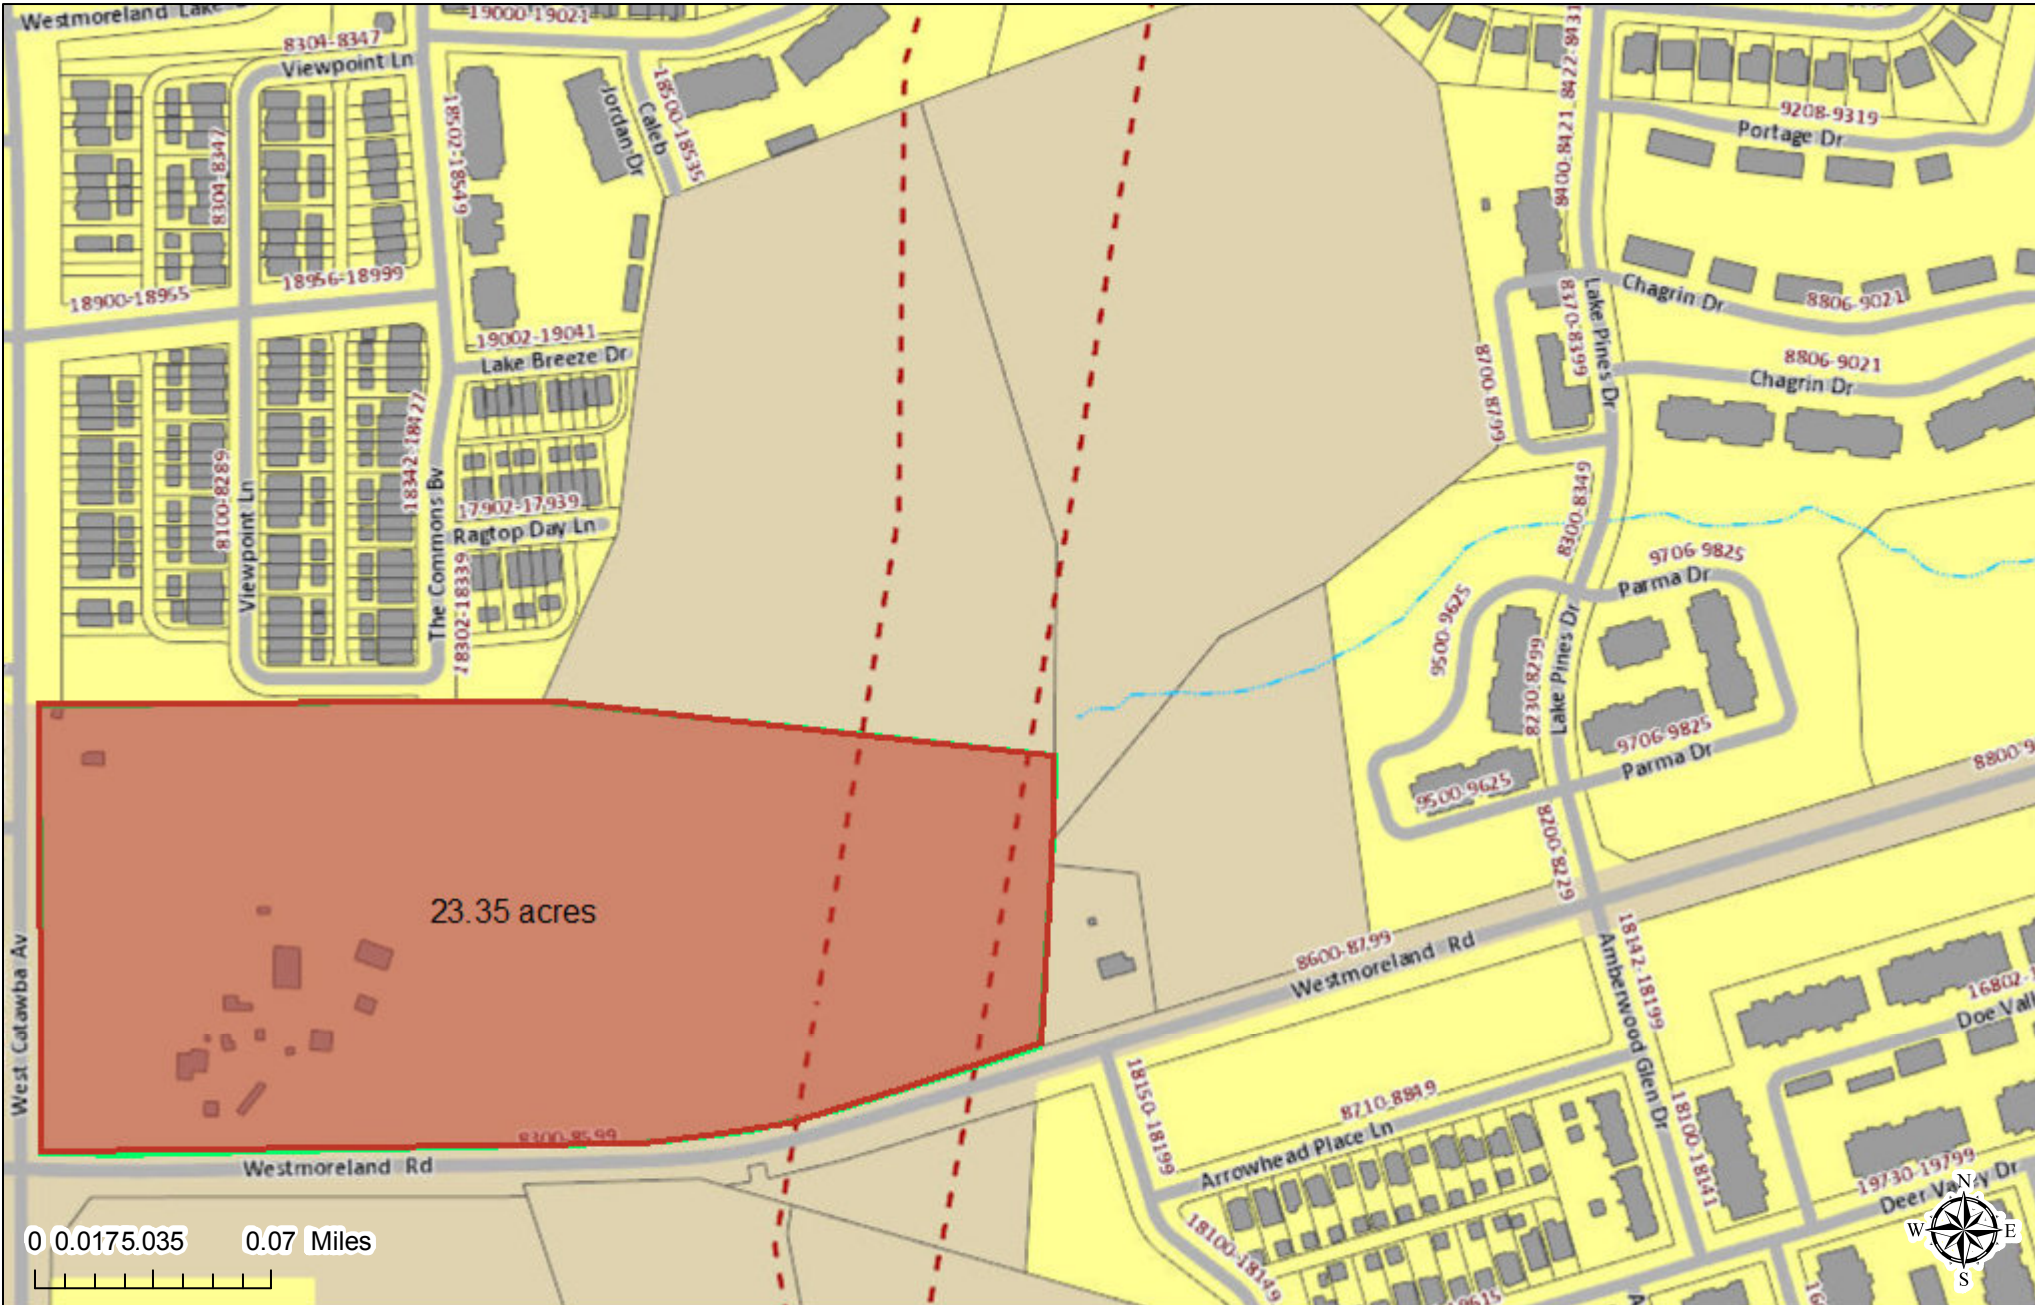 Westmoreland Lake
19000-19021
8304-8347
Viewpoint Ln
18502-18549
Jordan Dr
Caleb
18500-18535
8304-8347
18956-18999
18900-18955
19002-19041
Lake Breeze Dr
18342-18427
8100-8289
Viewpoint Ln
The Commons Bv
17902-17939
Ragtop Day Ln
18302-18339
8422-8431
8400-8421
9208-9319
Portage Dr
Chagrin Dr
8806-9021
Lake Pines Dr
8370-8399
8700-8799
8806-9021
Chagrin Dr
8300-8349
9706-9825
Parma Dr
9500-9625
8230-8299
Lake Pines Dr
9706-9825
Parma Dr
9500-9625
8200-8229
8800-9
23.35 acres
West Catawba Av
8600-8799
Westmoreland Rd
18142-18199
Amberwood Glen Dr
16802-
Doe Vall
8300-8599
Westmoreland Rd
18150-18199
8710-8849
Arrowhead Place Ln
18100-18141
19730-19799
Deer Valley Dr
18100-18149
19615
A
16
N
W
E
S
0 0.0175.035 0.07 Miles